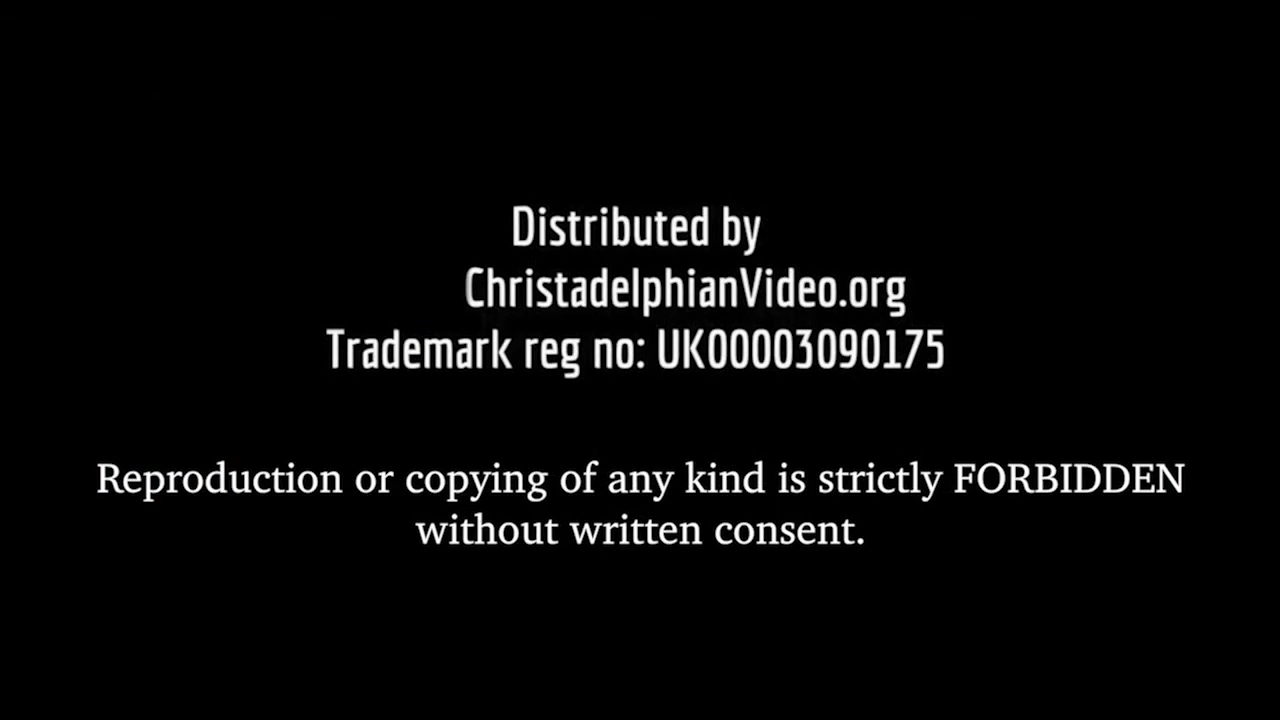 Distributed by
ChristadelphianVideo.org
Trademark reg no: UK00003090175
Reproduction or copying of any kind is strictly FORBIDDEN
without written consent.